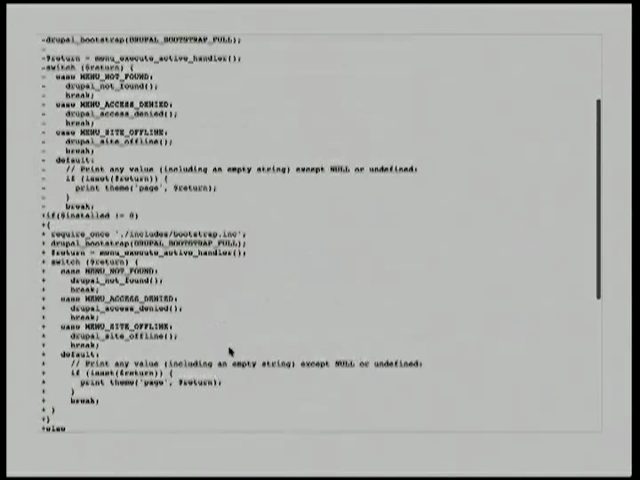 -drupal_bootstrap(DRUPAL_BOOTSTRAP_FULL);
-
-$return = menu_execute_active_handler();
-switch ($return) {
-  case MENU_NOT_FOUND:
-    drupal_not_found();
-    break;
-  case MENU_ACCESS_DENIED:
-    drupal_access_denied();
-    break;
-  case MENU_SITE_OFFLINE:
-    drupal_site_offline();
-    break;
-  default:
-    // Print any value (including an empty string) except NULL or undefined:
-    if (isset($return)) {
-      print theme('page', $return);
-    }
-    break;
+if($installed != 0)
+{
+ require_once './includes/bootstrap.inc';
+ drupal_bootstrap(DRUPAL_BOOTSTRAP_FULL);
+ $return = menu_execute_active_handler();
+ switch ($return) {
+   case MENU_NOT_FOUND:
+     drupal_not_found();
+     break;
+   case MENU_ACCESS_DENIED:
+     drupal_access_denied();
+     break;
+   case MENU_SITE_OFFLINE:
+     drupal_site_offline();
+     break;
+   default:
+     // Print any value (including an empty string) except NULL or undefined:
+     if (isset($return)) {
+       print theme('page', $return);
+     }
+     break;
+ }
+}
+else